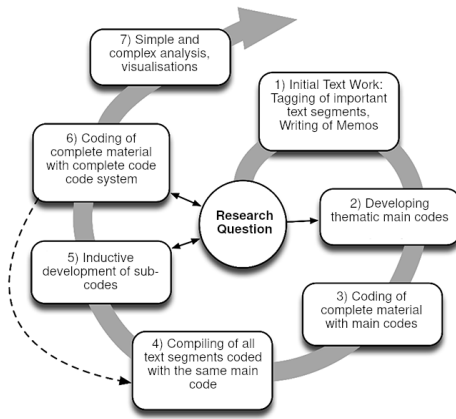 7) Simple and
complex analysis,
visualisations
1) Initial Text Work:
Tagging of important
text segments,
Writing of Memos
6) Coding of
complete material
with complete code
code system
Research
Question
2) Developing
thematic main codes
5) Inductive
development of sub-
codes
3) Coding of
complete material
with main codes
4) Compiling of all
text segments coded
with the same main
code